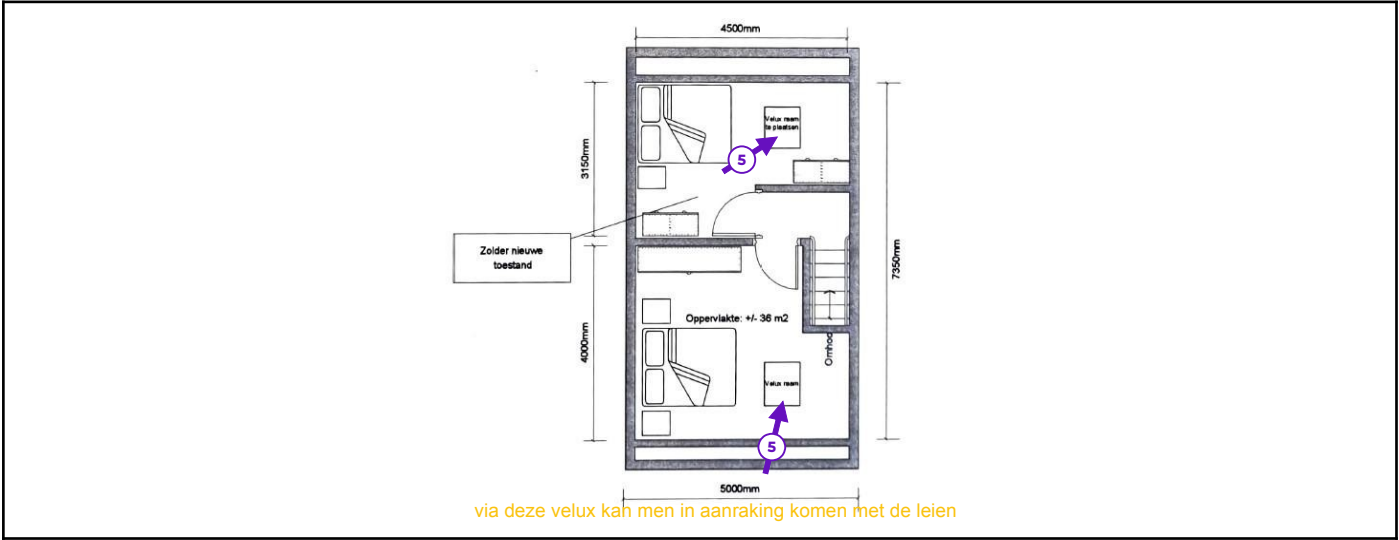 4500mm
Velux raam
te plaatsen
5
3150mm
Zolder nieuwe
toestand
7350mm
Oppervlakte: +/- 36 m2
4000mm
Omhoog
Velux raam
5
5000mm
via deze velux kan men in aanraking komen met de leien